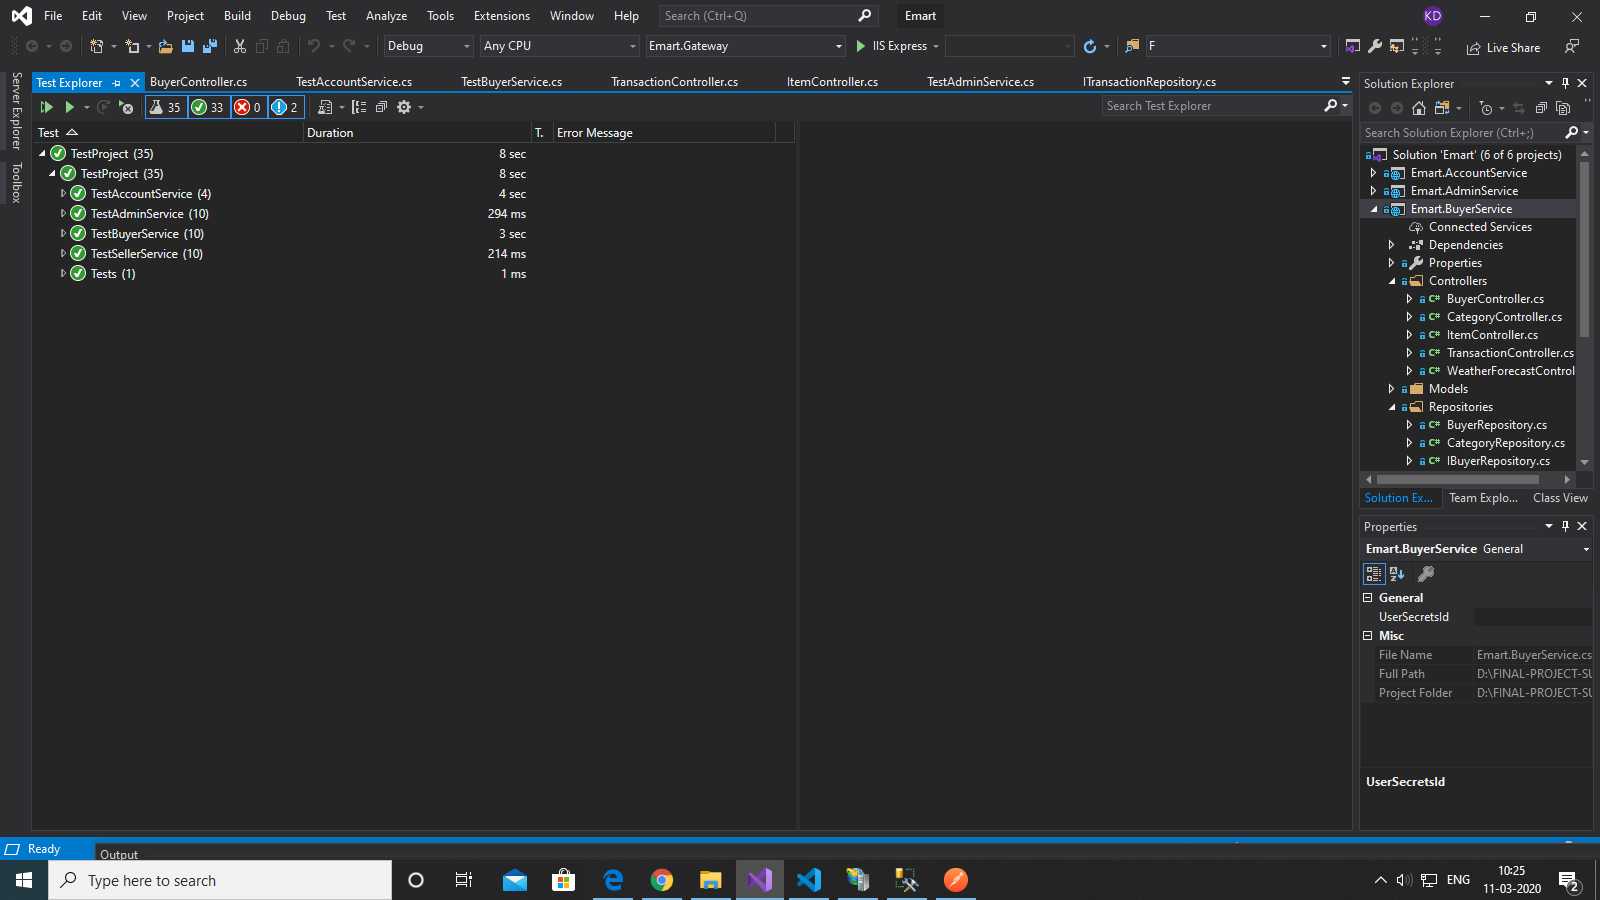 File Edit View Project Build Debug Test Analyze Tools Extensions Window Help Search (Ctrl+Q) Emart KD
Debug Any CPU Emart.Gateway IIS Express F Live Share
Server Explorer
Toolbox
Test Explorer BuyerController.cs TestAccountService.cs TestBuyerService.cs TransactionController.cs ItemController.cs TestAdminService.cs ITransactionRepository.cs
35 33 0 2 Search Test Explorer
Test Duration T. Error Message
TestProject (35) 8 sec
TestProject (35) 8 sec
TestAccountService (4) 4 sec
TestAdminService (10) 294 ms
TestBuyerService (10) 3 sec
TestSellerService (10) 214 ms
Tests (1) 1 ms
Solution Explorer
Search Solution Explorer (Ctrl+;)
Solution 'Emart' (6 of 6 projects)
Emart.AccountService
Emart.AdminService
Emart.BuyerService
Connected Services
Dependencies
Properties
Controllers
C# BuyerController.cs
C# CategoryController.cs
C# ItemController.cs
C# TransactionController.cs
C# WeatherForecastControl
Models
Repositories
C# BuyerRepository.cs
C# CategoryRepository.cs
C# IBuyerRepository.cs
Solution Ex... Team Explo... Class View
Properties
Emart.BuyerService General
General
UserSecretsId
Misc
File Name Emart.BuyerService.cs
Full Path D:\FINAL-PROJECT-SU
Project Folder D:\FINAL-PROJECT-SU
UserSecretsId
Ready
Output
Type here to search
ENG 10:25
11-03-2020
2